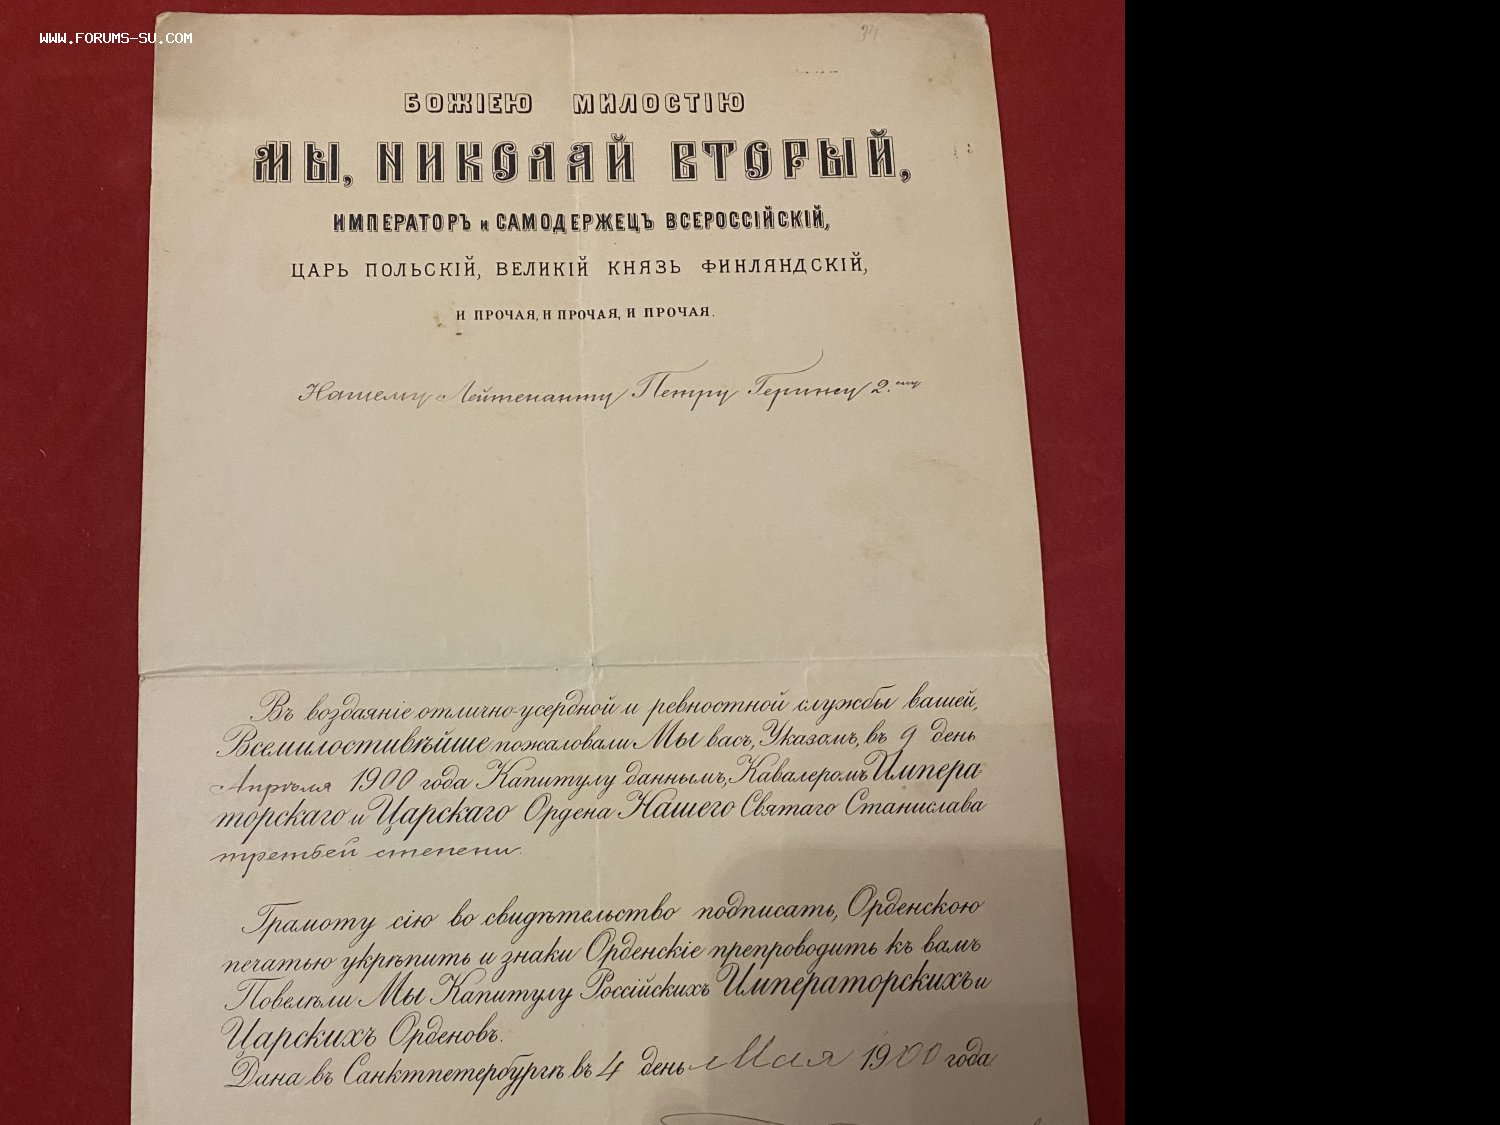 WWW.FORUMS-SU.COM
34
БОЖІЕЮ МИЛОСТІЮ
МЫ, НИКОЛАЙ ВТОРЫЙ,
ИМПЕРАТОРЪ и САМОДЕРЖЕЦЪ ВСЕРОССІЙСКІЙ,
ЦАРЬ ПОЛЬСКІЙ, ВЕЛИКІЙ КНЯЗЬ ФИНЛЯНДСКІЙ,
И ПРОЧАЯ, И ПРОЧАЯ, И ПРОЧАЯ.
Нашему Лейтенанту Петру Герингу 2.ому
Въ воздаяніе отлично-усердной и ревностной службы вашей,
Всемилостивѣйше пожаловали Мы васъ, Указомъ, въ 9 день
Апрѣля 1900 года Капитулу даннымъ, Кавалеромъ Импера
торскаго и Царскаго Ордена Нашего Святаго Станислава
третьей степени.
Грамоту сію во свидѣтельство подписать, Орденскою
печатью укрѣпить и знаки Орденскіе препроводить къ вамъ
Повелѣли Мы Капитулу Россійскихъ Императорскихъ и
Царскихъ Орденовъ.
Дана въ Санктпетербургѣ въ 4 день Мая 1900 года